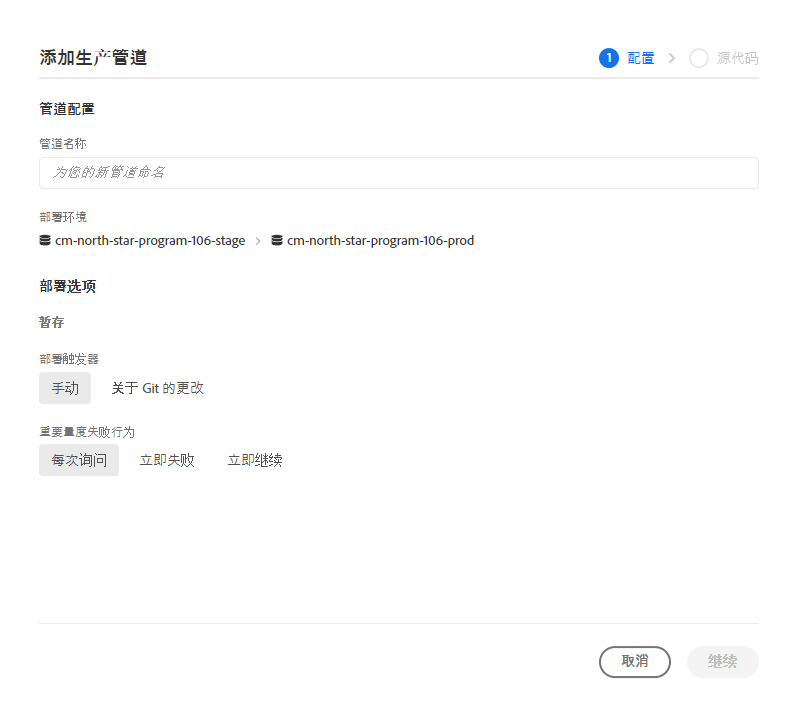 添加生产管道
1 配置 源代码
管道配置
管道名称
为您的新管道命名
部署环境
cm-north-star-program-106-stage cm-north-star-program-106-prod
部署选项
暂存
部署触发器
手动 关于 Git 的更改
重要量度失败行为
每次询问 立即失败 立即继续
取消 继续